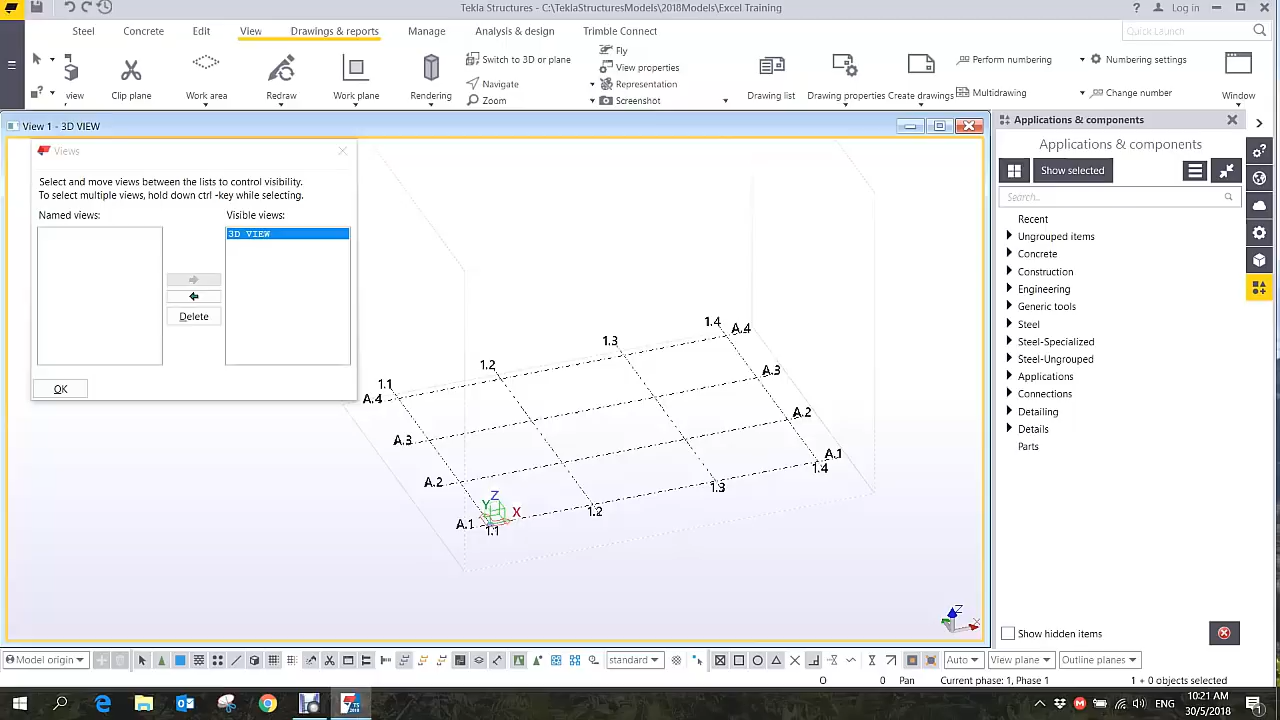 Tekla Structures - C:\TeklaStructuresModels\2018Models\Excel Training
? Log in
Steel Concrete Edit View Drawings & reports Manage Analysis & design Trimble Connect
Quick Launch
view
Clip plane
Work area
Redraw
Work plane
Rendering
Switch to 3D or plane
Navigate
Zoom
Fly
View properties
Representation
Screenshot
Drawing list
Drawing properties
Create drawings
Perform numbering
Multidrawing
Numbering settings
Change number
Window
View 1 - 3D VIEW
Views
Select and move views between the lists to control visibility.
To select multiple views, hold down ctrl -key while selecting.
Named views:
Visible views:
3D VIEW
Delete
OK
1.4
A.4
1.3
1.2
A.3
1.1
A.4
A.2
A.3
A.1
1.4
A.2
1.3
Z
Y
X
1.2
A.1
1.1
Z
X
Applications & components
Applications & components
Show selected
Search...
Recent
Ungrouped items
Concrete
Construction
Engineering
Generic tools
Steel
Steel-Specialized
Steel-Ungrouped
Applications
Connections
Detailing
Details
Parts
Show hidden items
Model origin
standard
Auto
View plane
Outline planes
O 0 Pan Current phase: 1, Phase 1 1 + 0 objects selected
ENG
10:21 AM
30/5/2018
1